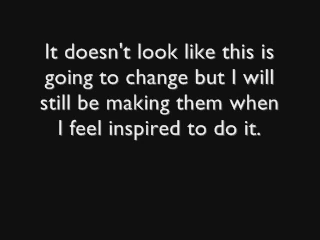 It doesn't look like this is
going to change but I will
still be making them when
I feel inspired to do it.